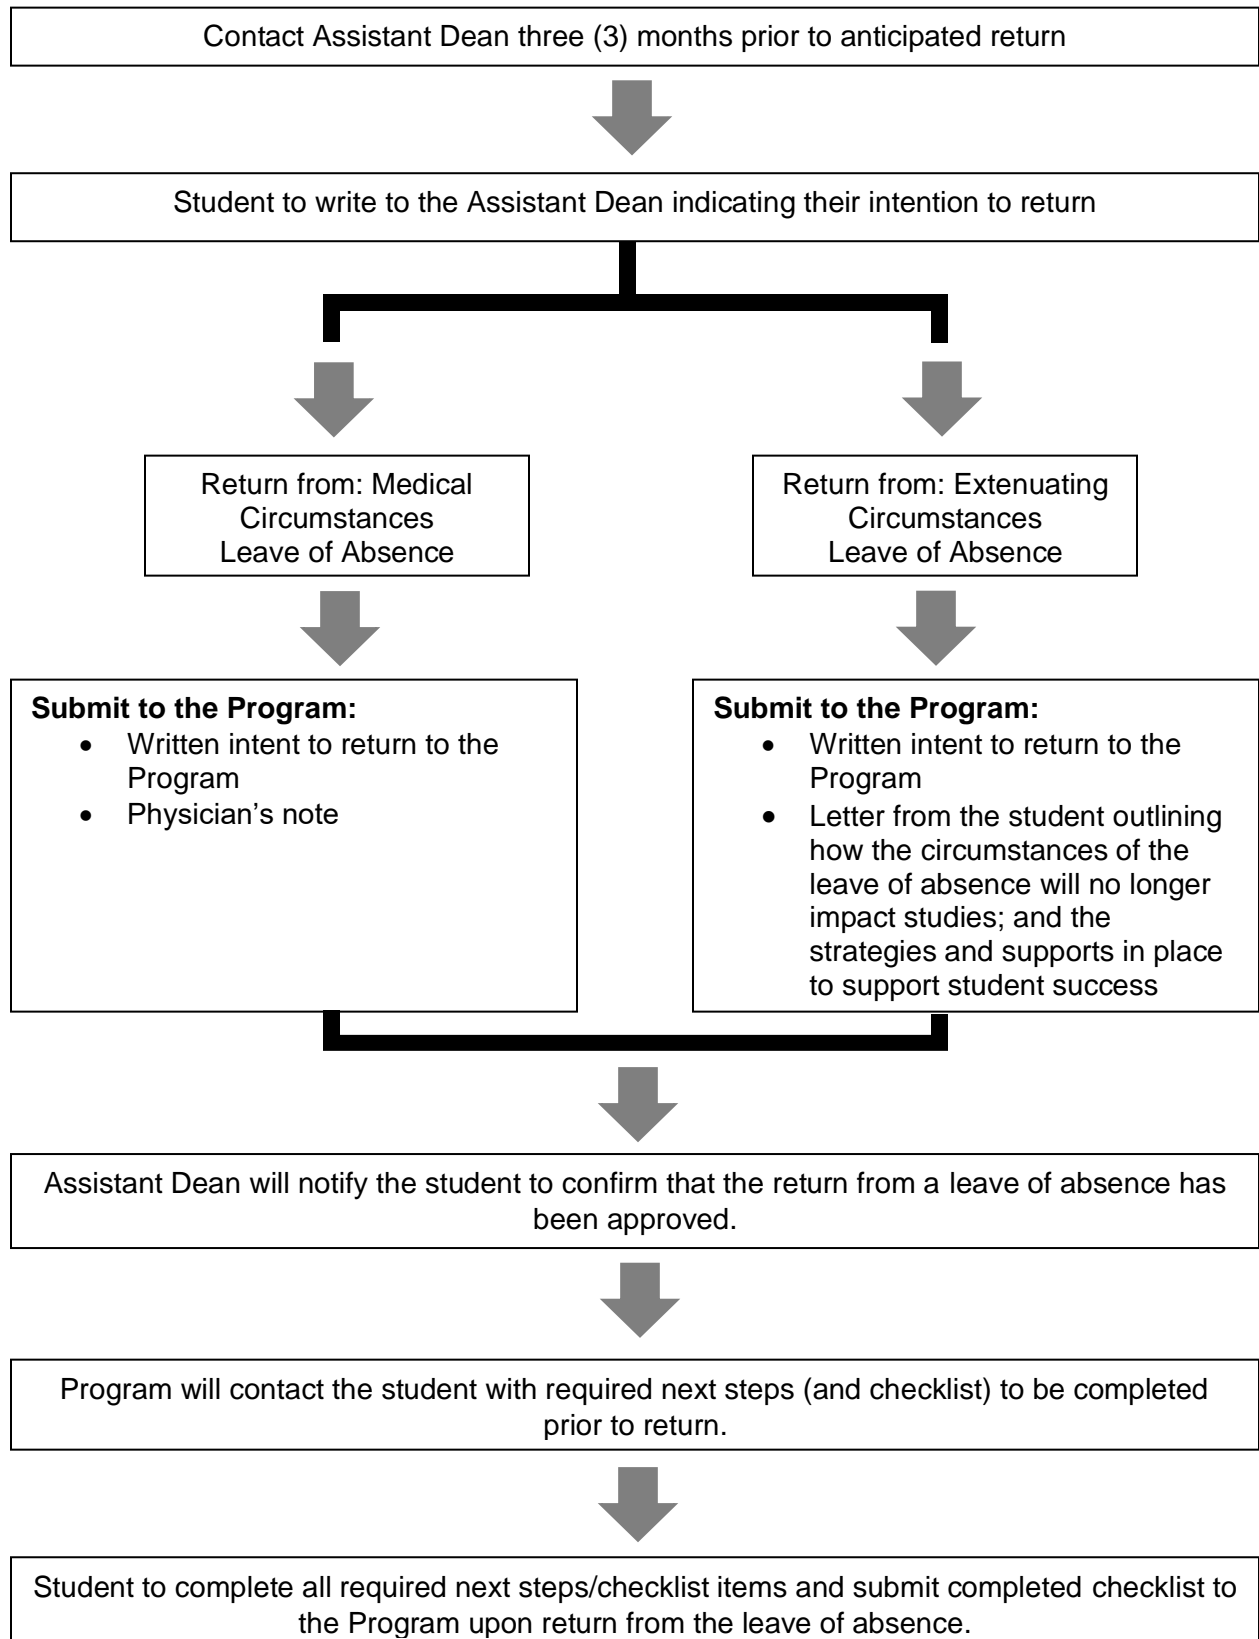 Contact Assistant Dean three (3) months prior to anticipated return
Student to write to the Assistant Dean indicating their intention to return
Return from: Medical
Circumstances
Leave of Absence
Return from: Extenuating
Circumstances
Leave of Absence
Submit to the Program:
• Written intent to return to the
Program
• Physician’s note
Submit to the Program:
• Written intent to return to the
Program
• Letter from the student outlining
how the circumstances of the
leave of absence will no longer
impact studies; and the
strategies and supports in place
to support student success
Assistant Dean will notify the student to confirm that the return from a leave of absence has
been approved.
Program will contact the student with required next steps (and checklist) to be completed
prior to return.
Student to complete all required next steps/checklist items and submit completed checklist to
the Program upon return from the leave of absence.